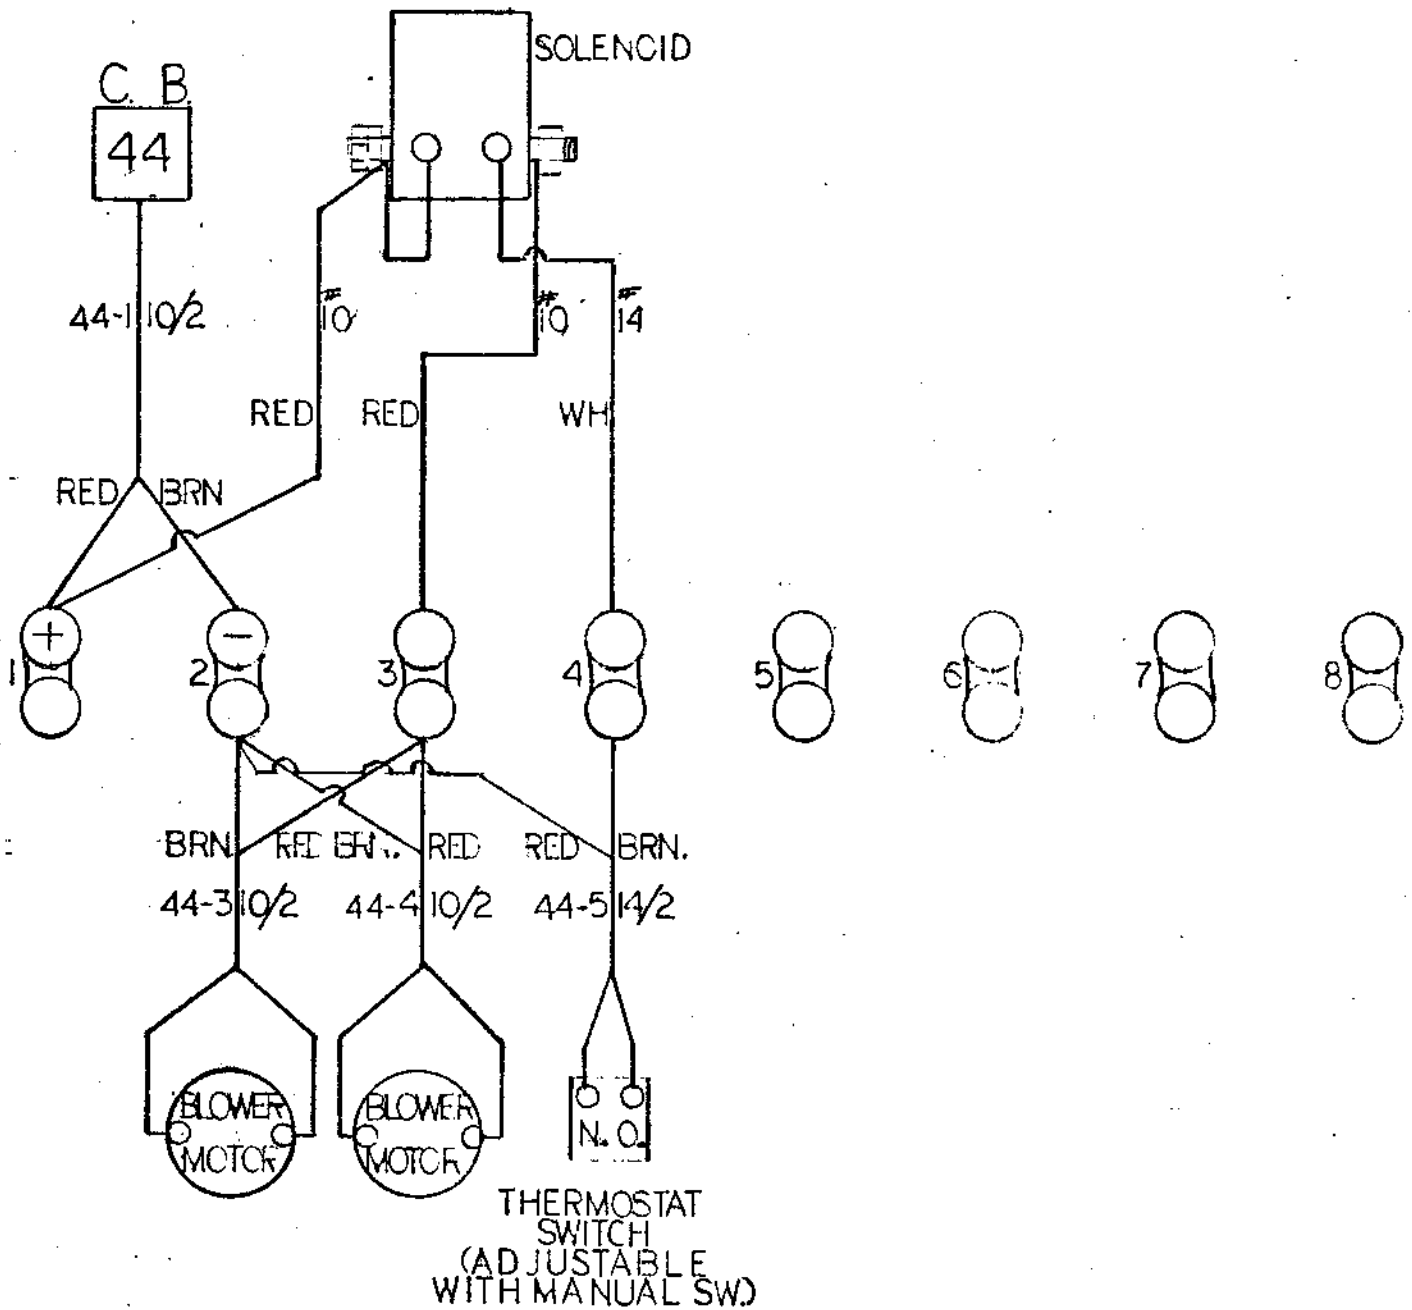 SOLENCID
C. B.
44
44-1 10/2
#10
#10
#14
RED
RED
WH
RED
BRN
+
-
1
2
3
4
5
6
7
8
BRN
RED
BRN.
RED
RED
BRN.
44-3 10/2
44-4 10/2
44-5 14/2
BLOWER
MOTOR
BLOWER
MOTOR
N. O.
THERMOSTAT
SWITCH
(ADJUSTABLE
WITH MANUAL SW.)